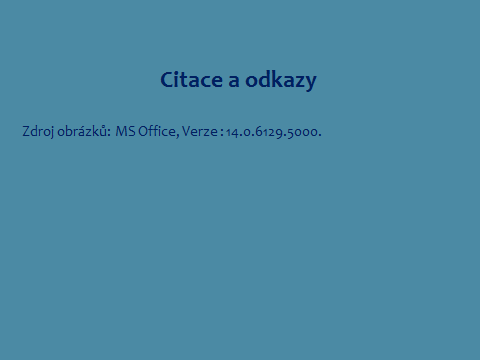 Citace a odkazy
Zdroj obrázků: MS Office, Verze : 14.0.6129.5000.